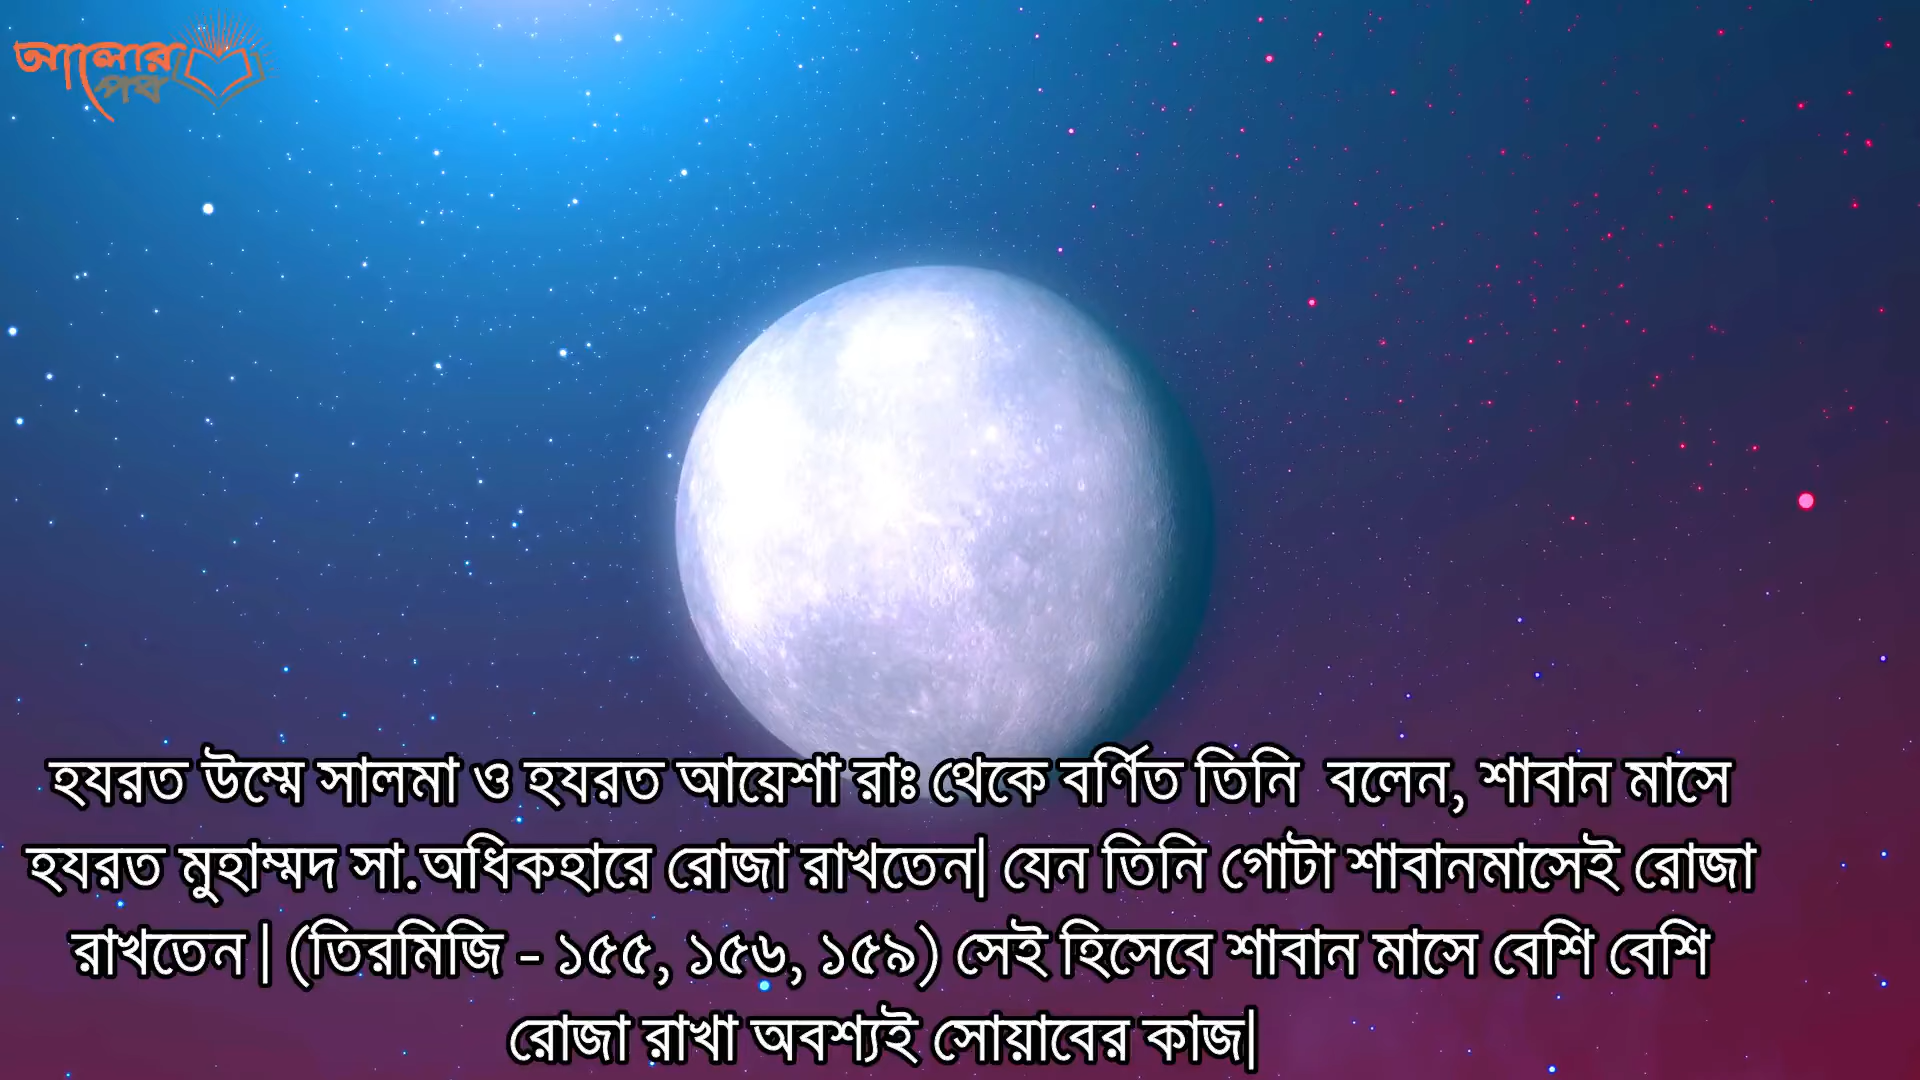 আলোর
পথ
হযরত উম্মে সালমা ও হযরত আয়েশা রাঃ থেকে বর্ণিত তিনি  বলেন, শাবান মাসে
হযরত মুহাম্মদ সা.অধিকহারে রোজা রাখতেন| যেন তিনি গোটা শাবানমাসেই রোজা
রাখতেন | (তিরমিজি - ১৫৫, ১৫৬, ১৫৯) সেই হিসেবে শাবান মাসে বেশি বেশি
রোজা রাখা অবশ্যই সোয়াবের কাজ|